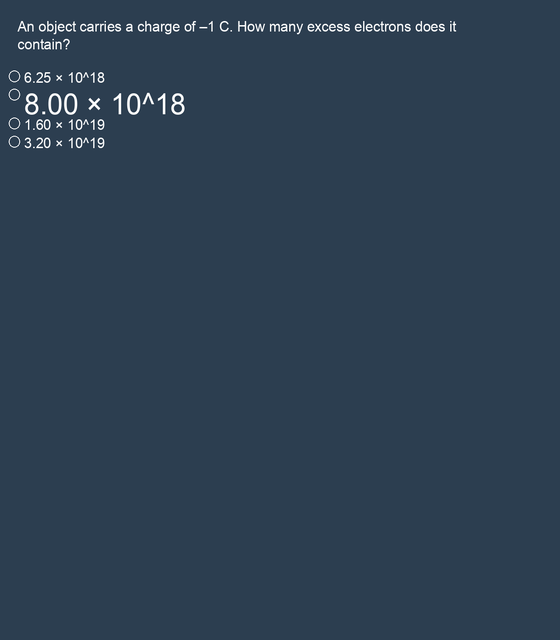 An object carries a charge of –1 C. How many excess electrons does it
contain?
6.25 × 10^18
8.00 × 10^18
1.60 × 10^19
3.20 × 10^19